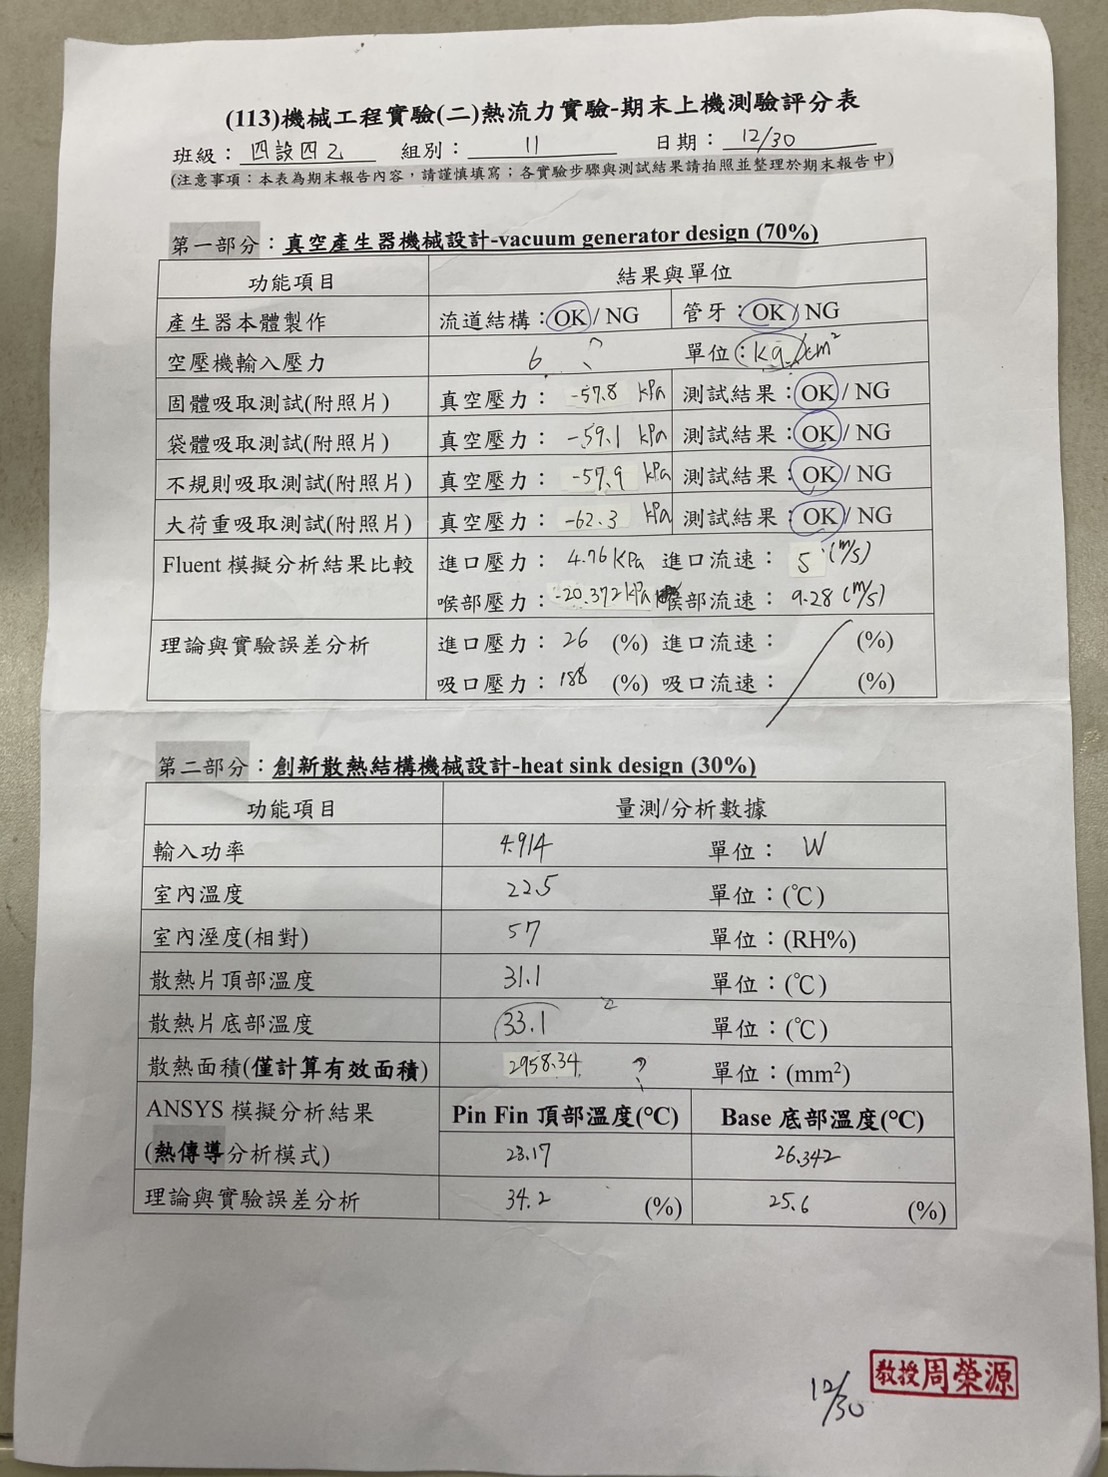 (113)機械工程實驗(二)熱流力實驗-期末上機測驗評分表
班級：四設四乙 組別：11 日期：12/30
(注意事項：本表為期末報告內容，請謹慎填寫；各實驗步驟與測試結果請拍照並整理於期末報告中)
第一部分：真空產生器機械設計-vacuum generator design (70%)
功能項目 結果與單位
產生器本體製作 流道結構：OK / NG 管牙：OK / NG
空壓機輸入壓力 6 ? 單位：kg/cm²
固體吸取測試(附照片) 真空壓力：-57.8 kPa 測試結果：OK / NG
袋體吸取測試(附照片) 真空壓力：-59.1 kPa 測試結果：OK / NG
不規則吸取測試(附照片) 真空壓力：-57.9 kPa 測試結果：OK / NG
大荷重吸取測試(附照片) 真空壓力：-62.3 kPa 測試結果：OK / NG
Fluent 模擬分析結果比較 進口壓力：4.76 KPa 進口流速：5 (m/s)
喉部壓力：-20.372 kPa 喉部流速：9.28 (m/s)
理論與實驗誤差分析 進口壓力：26 (%) 進口流速： (%)
吸口壓力：188 (%) 吸口流速： (%)
第二部分：創新散熱結構機械設計-heat sink design (30%)
功能項目 量測/分析數據
輸入功率 4.914 單位：W
室內溫度 22.5 單位：(℃)
室內溼度(相對) 57 單位：(RH%)
散熱片頂部溫度 31.1 單位：(℃)
散熱片底部溫度 33.1 單位：(℃)
散熱面積(僅計算有效面積) 2958.34 ? 單位：(mm²)
ANSYS 模擬分析結果 Pin Fin 頂部溫度(℃) Base 底部溫度(℃)
(熱傳導分析模式) 23.17 26.342
理論與實驗誤差分析 34.2 (%) 25.6 (%)
教授周榮源
12/30